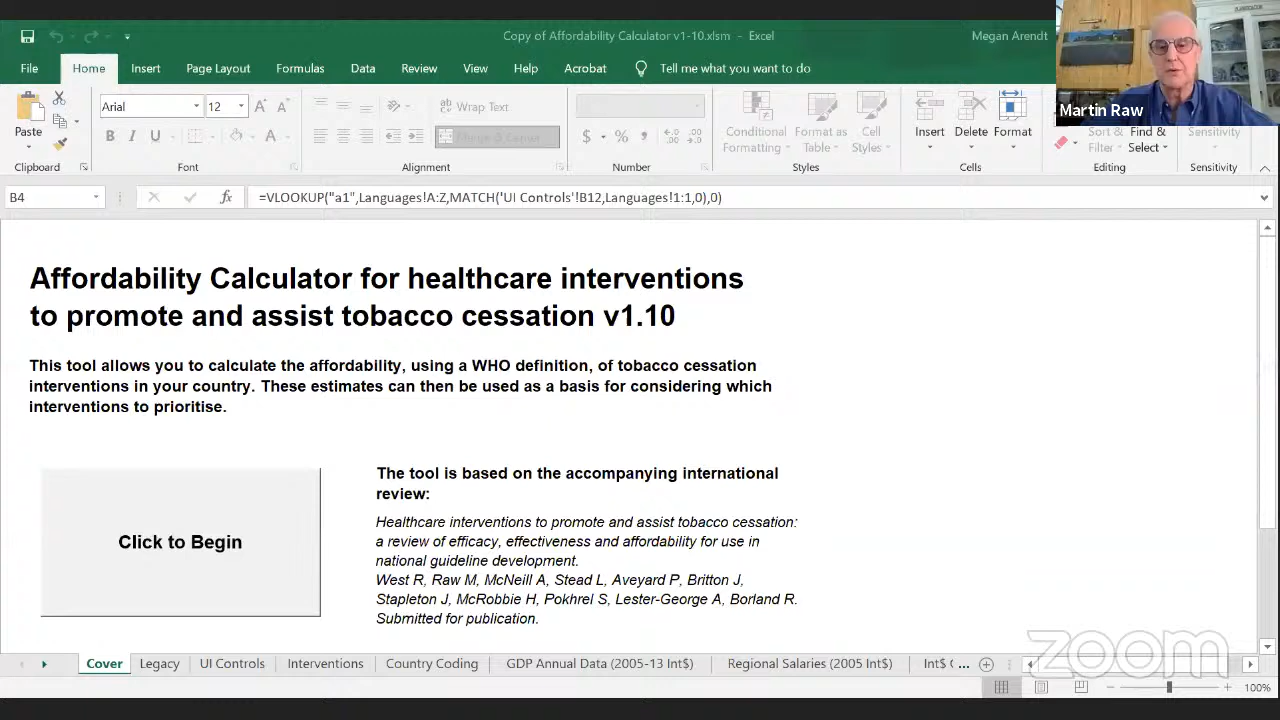 Copy of Affordability Calculator v1-10.xlsm - Excel
Megan Arendt
File Home Insert Page Layout Formulas Data Review View Help Acrobat Tell me what you want to do
Martin Raw
Arial 12
Wrap Text
Merge & Center
Paste
B I U
$ % ,
Conditional Formatting
Format as Table
Cell Styles
Insert Delete Format
Sort & Filter
Find & Select
Sensitivity
Clipboard Font Alignment Number Styles Cells Editing Sensitivity
B4 fx =VLOOKUP("a1",Languages!A:Z,MATCH('UI Controls'!B12,Languages!1:1,0),0)
Affordability Calculator for healthcare interventions
to promote and assist tobacco cessation v1.10
This tool allows you to calculate the affordability, using a WHO definition, of tobacco cessation
interventions in your country. These estimates can then be used as a basis for considering which
interventions to prioritise.
Click to Begin
The tool is based on the accompanying international
review:
Healthcare interventions to promote and assist tobacco cessation:
a review of efficacy, effectiveness and affordability for use in
national guideline development.
West R, Raw M, McNeill A, Stead L, Aveyard P, Britton J,
Stapleton J, McRobbie H, Pokhrel S, Lester-George A, Borland R.
Submitted for publication.
zoom
Cover Legacy UI Controls Interventions Country Coding GDP Annual Data (2005-13 Int$) Regional Salaries (2005 Int$) Int$ ...
100%